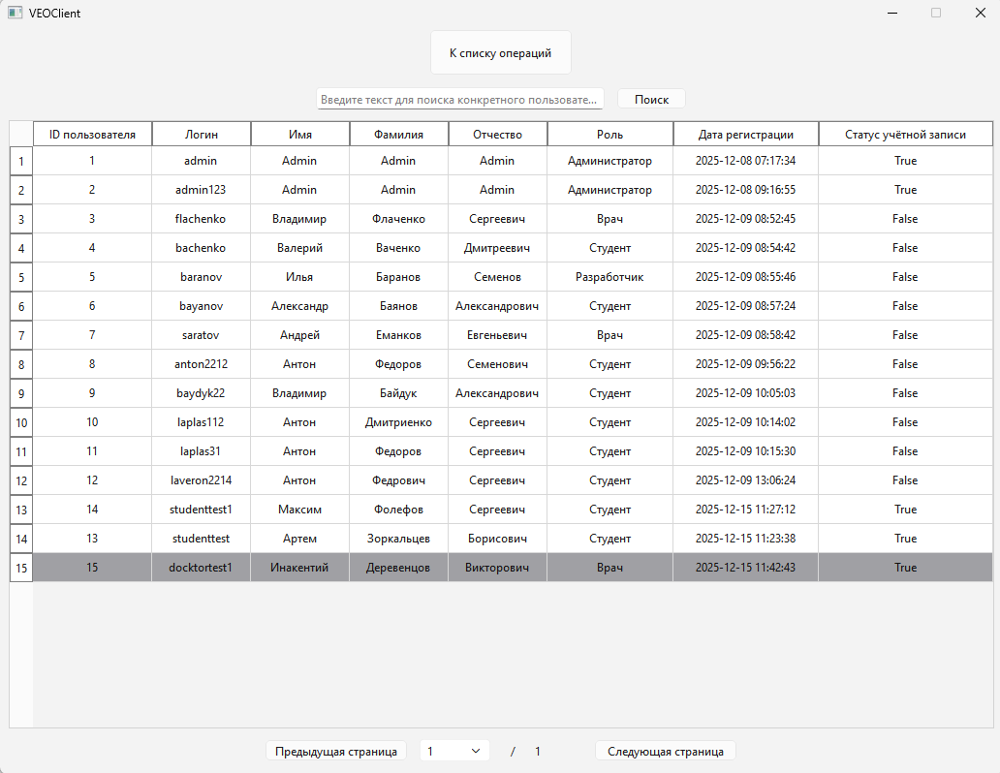 VEOClient
К списку операций
Введите текст для поиска конкретного пользовате... Поиск
ID пользователя Логин Имя Фамилия Отчество Роль Дата регистрации Статус учётной записи
1 1 admin Admin Admin Admin Администратор 2025-12-08 07:17:34 True
2 2 admin123 Admin Admin Admin Администратор 2025-12-08 09:16:55 True
3 3 flachenko Владимир Флаченко Сергеевич Врач 2025-12-09 08:52:45 False
4 4 bachenko Валерий Ваченко Дмитреевич Студент 2025-12-09 08:54:42 False
5 5 baranov Илья Баранов Семенов Разработчик 2025-12-09 08:55:46 False
6 6 bayanov Александр Баянов Александрович Студент 2025-12-09 08:57:24 False
7 7 saratov Андрей Еманков Евгеньевич Врач 2025-12-09 08:58:42 False
8 8 anton2212 Антон Федоров Семенович Студент 2025-12-09 09:56:22 False
9 9 baydyk22 Владимир Байдук Александрович Студент 2025-12-09 10:05:03 False
10 10 laplas112 Антон Дмитриенко Сергеевич Студент 2025-12-09 10:14:02 False
11 11 laplas31 Антон Федоров Сергеевич Студент 2025-12-09 10:15:30 False
12 12 laveron2214 Антон Федрович Сергеевич Студент 2025-12-09 13:06:24 False
13 14 studenttest1 Максим Фолефов Сергеевич Студент 2025-12-15 11:27:12 True
14 13 studenttest Артем Зоркальцев Борисович Студент 2025-12-15 11:23:38 True
15 15 docktortest1 Инакентий Деревенцов Викторович Врач 2025-12-15 11:42:43 True
Предыдущая страница 1 / 1 Следующая страница